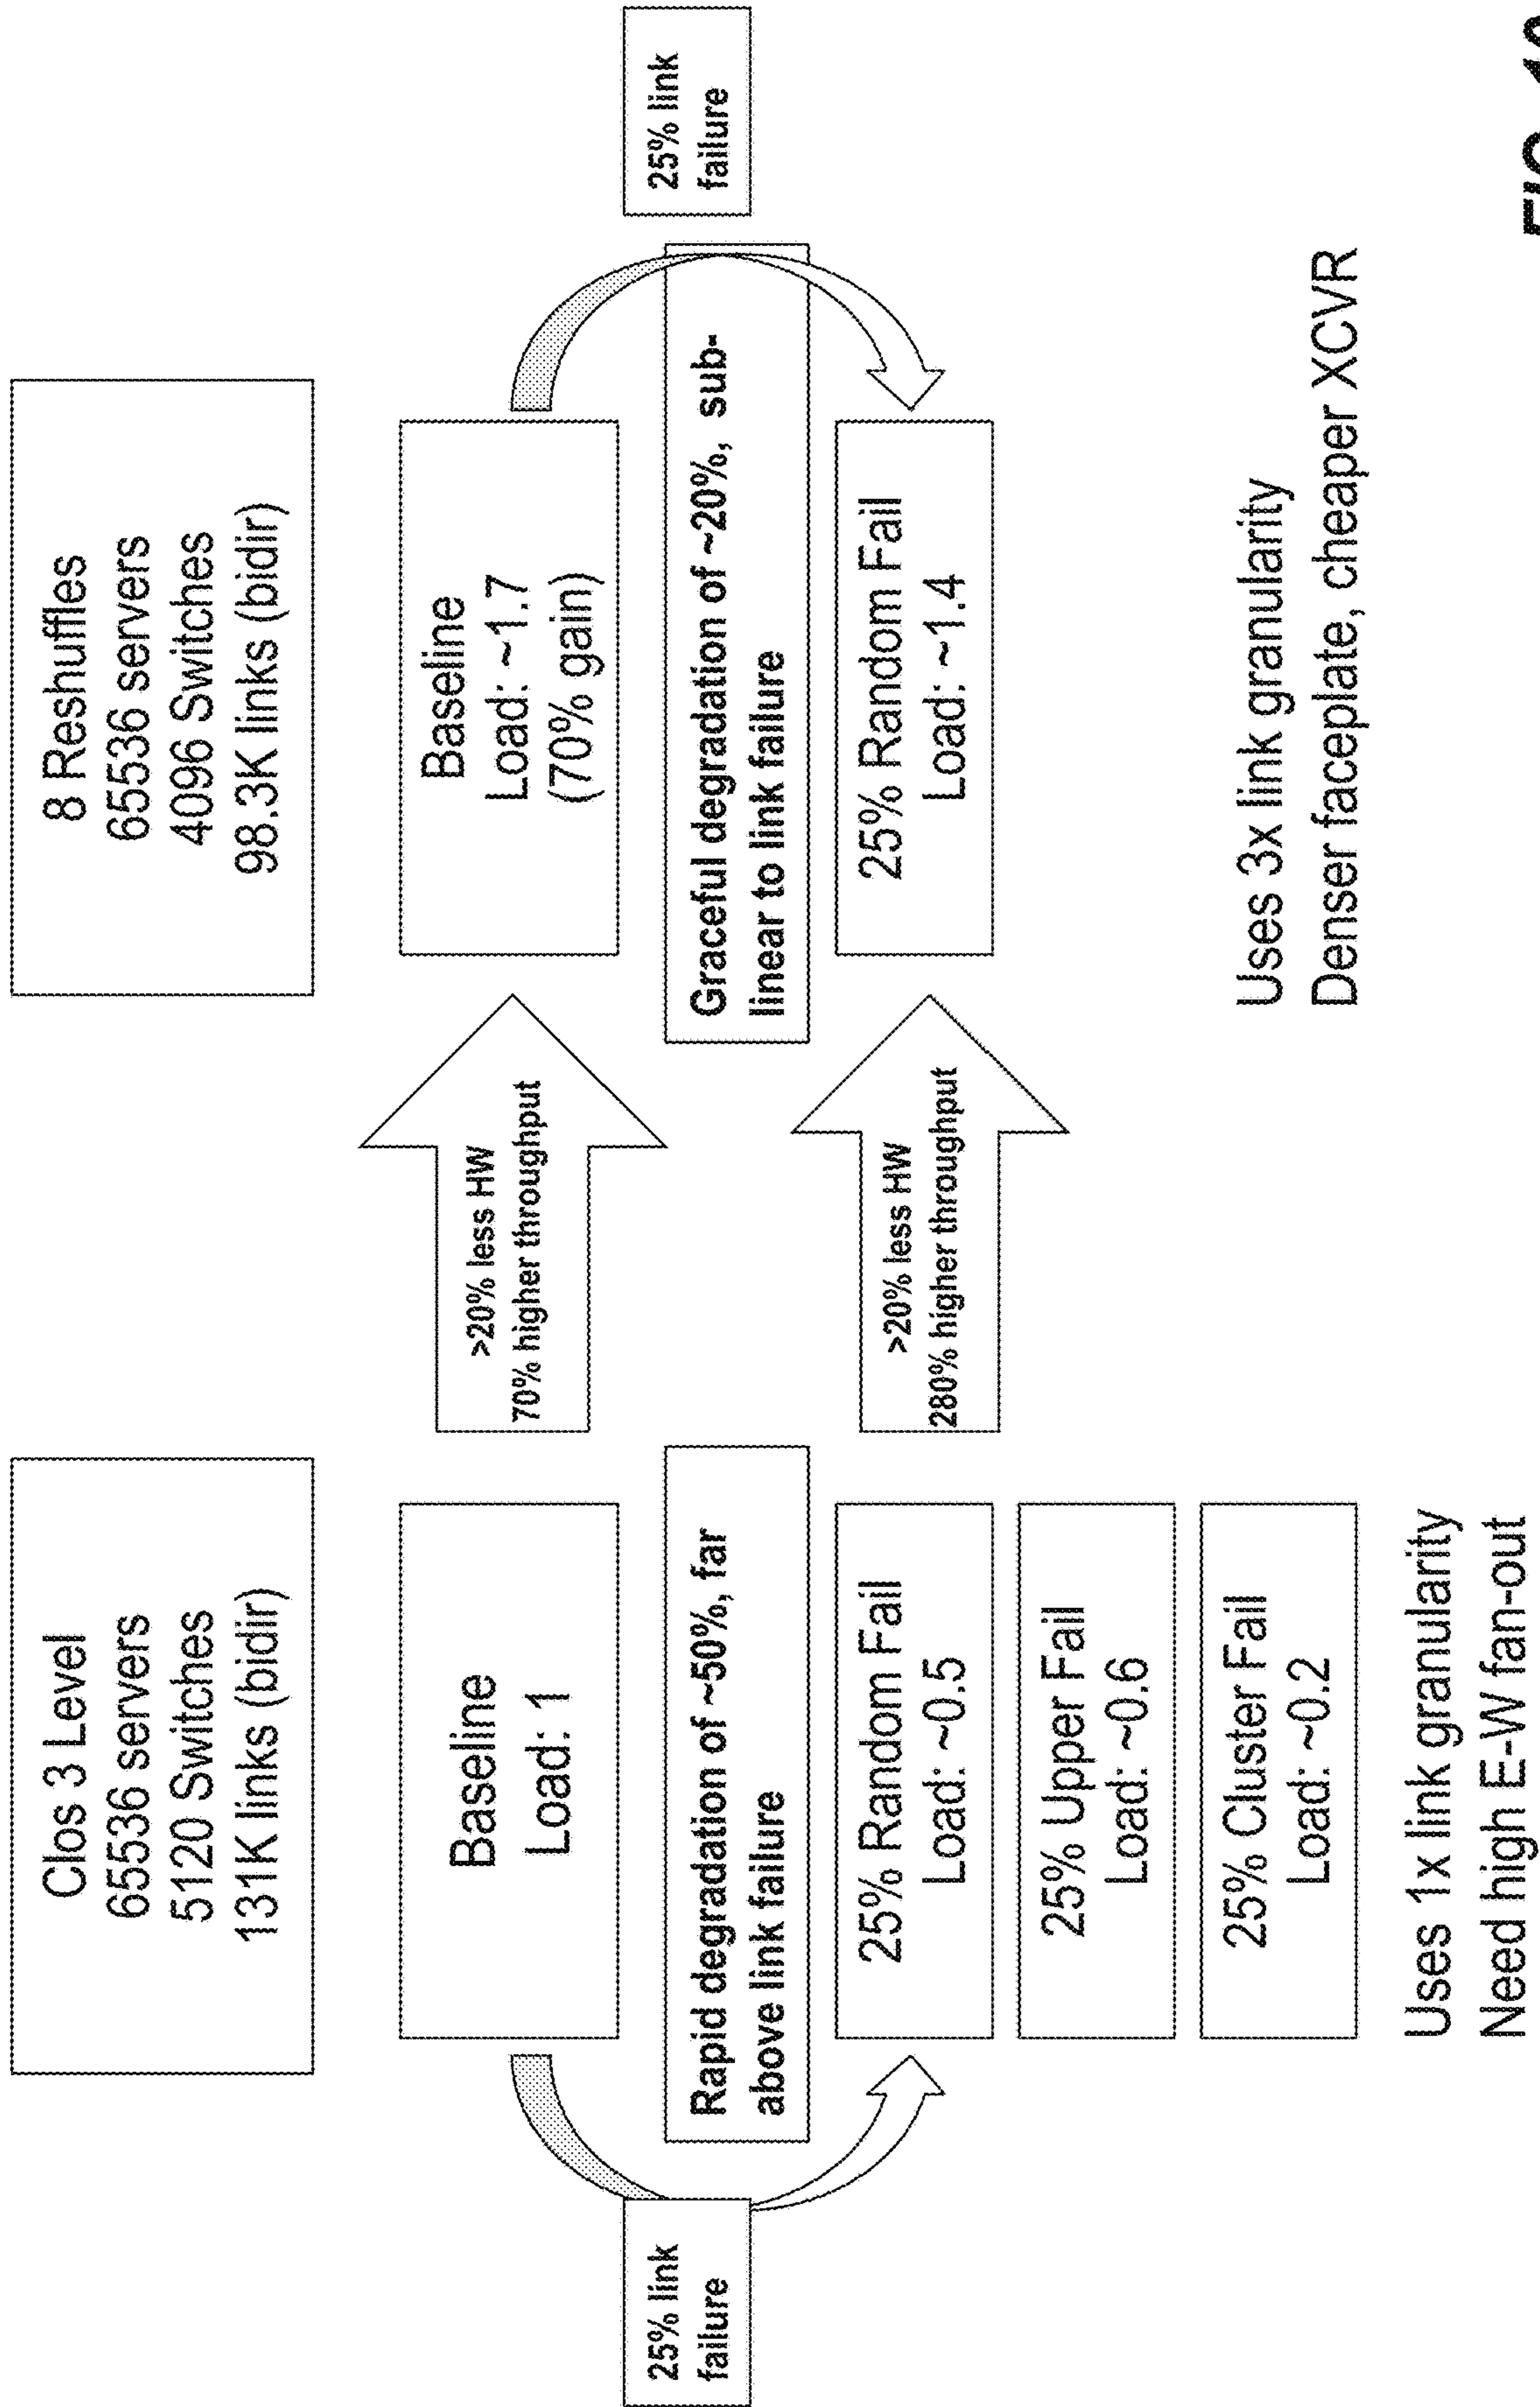 Clos 3 Level
65536 servers
5120 Switches
131K links (bidir)
8 Reshuffles
65536 servers
4096 Switches
98.3K links (bidir)
Baseline
Load: 1
>20% less HW
70% higher throughput
Baseline
Load: ~1.7
(70% gain)
25% link
failure
Rapid degradation of ~50%, far
above link failure
Graceful degradation of ~20%, sub-
linear to link failure
25% link
failure
25% Random Fail
Load: ~0.5
>20% less HW
280% higher throughput
25% Random Fail
Load: ~1.4
25% Upper Fail
Load: ~0.6
25% Cluster Fail
Load: ~0.2
Uses 1x link granularity
Need high E-W fan-out
Uses 3x link granularity
Denser faceplate, cheaper XCVR